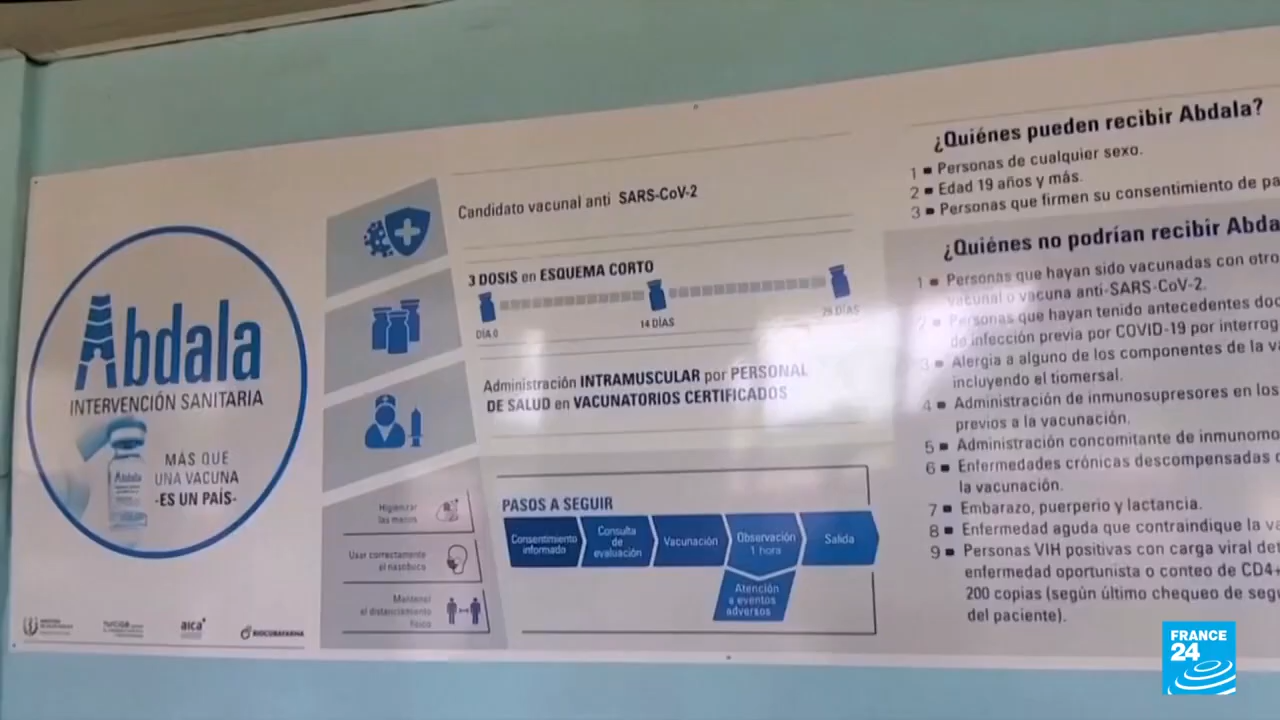 Abdala
INTERVENCIÓN SANITARIA
MÁS QUE
UNA VACUNA
-ES UN PAÍS-
Abdala
aica
BIOCUBAFARMA
Candidato vacunal anti SARS-CoV-2
3 DOSIS en ESQUEMA CORTO
DÍA 0
14 DÍAS
28 DÍAS
Administración INTRAMUSCULAR por PERSONAL
DE SALUD en VACUNATORIOS CERTIFICADOS
Higienizar
las manos
Usar correctamente
el nasobuco
Mantener
el distanciamiento
físico
PASOS A SEGUIR
Consentimiento
informado
Consulta
de
evaluación
Vacunación
Observación
1 hora
Salida
Atención
a eventos
adversos
¿Quiénes pueden recibir Abdala?
1 - Personas de cualquier sexo.
2 - Edad 19 años y más.
3 - Personas que firmen su consentimiento de pa
¿Quiénes no podrían recibir Abda
1 - Personas que hayan sido vacunadas con otro
vacunal o vacuna anti-SARS-CoV-2.
2 - Personas que hayan tenido antecedentes doc
de infección previa por COVID-19 por interrog
3 - Alergia a alguno de los componentes de la va
incluyendo el tiomersal.
4 - Administración de inmunosupresores en los
previos a la vacunación.
5 - Administración concomitante de inmunomo
6 - Enfermedades crónicas descompensadas
la vacunación.
7 - Embarazo, puerperio y lactancia.
8 - Enfermedad aguda que contraindique la va
9 - Personas VIH positivas con carga viral det
enfermedad oportunista o conteo de CD4+
200 copias (según último chequeo de segu
del paciente).
FRANCE
24